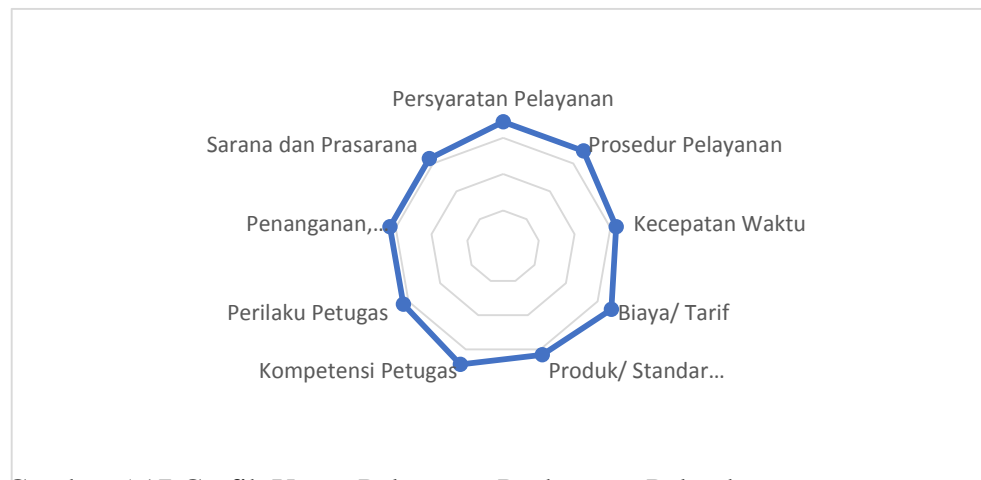 Persyaratan Pelayanan
Prosedur Pelayanan
Kecepatan Waktu
Biaya/ Tarif
Produk/ Standar...
Kompetensi Petugas
Perilaku Petugas
Penanganan,...
Sarana dan Prasarana